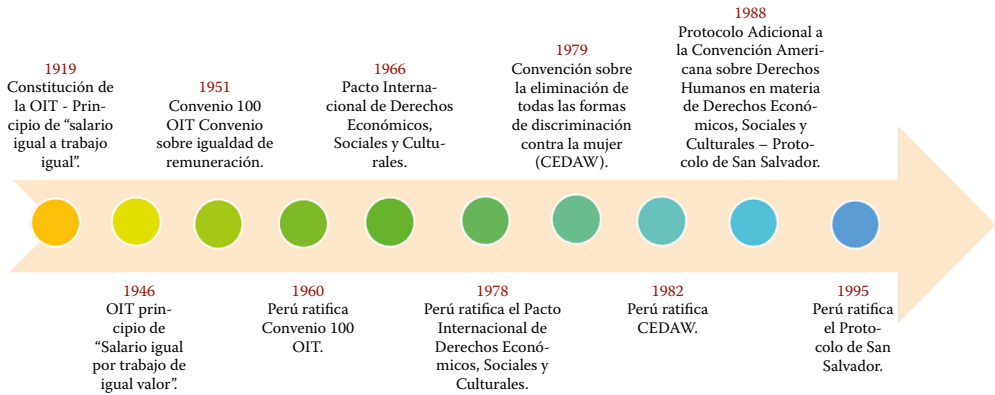 1919
Constitución de
la OIT - Prin-
cipio de “salario
igual a trabajo
igual”.
1951
Convenio 100
OIT Convenio
sobre igualdad de
remuneración.
1966
Pacto Interna-
cional de Derechos
Económicos,
Sociales y Cultu-
rales.
1979
Convención sobre
la eliminación de
todas las formas
de discriminación
contra la mujer
(CEDAW).
1988
Protocolo Adicional a
la Convención Ameri-
cana sobre Derechos
Humanos en materia
de Derechos Econó-
micos, Sociales y
Culturales – Proto-
colo de San Salvador.
1946
OIT prin-
cipio de
“Salario igual
por trabajo de
igual valor”.
1960
Perú ratifica
Convenio 100
OIT.
1978
Perú ratifica el Pacto
Internacional de
Derechos Econó-
micos, Sociales y
Culturales.
1982
Perú ratifica
CEDAW.
1995
Perú ratifica
el Proto-
colo de San
Salvador.